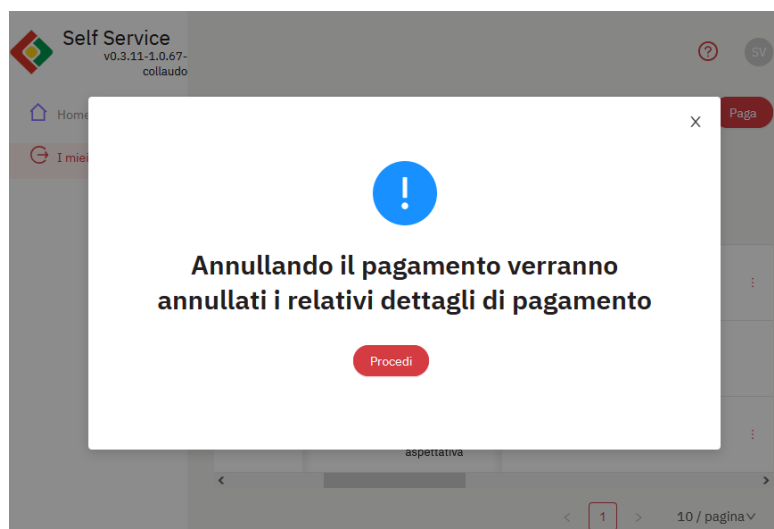 Self Service
v0.3.11-1.0.67-
collaudo
SV
Home
Paga
I miei
Annullando il pagamento verranno
annullati i relativi dettagli di pagamento
Procedi
aspettativa
1
10 / pagina